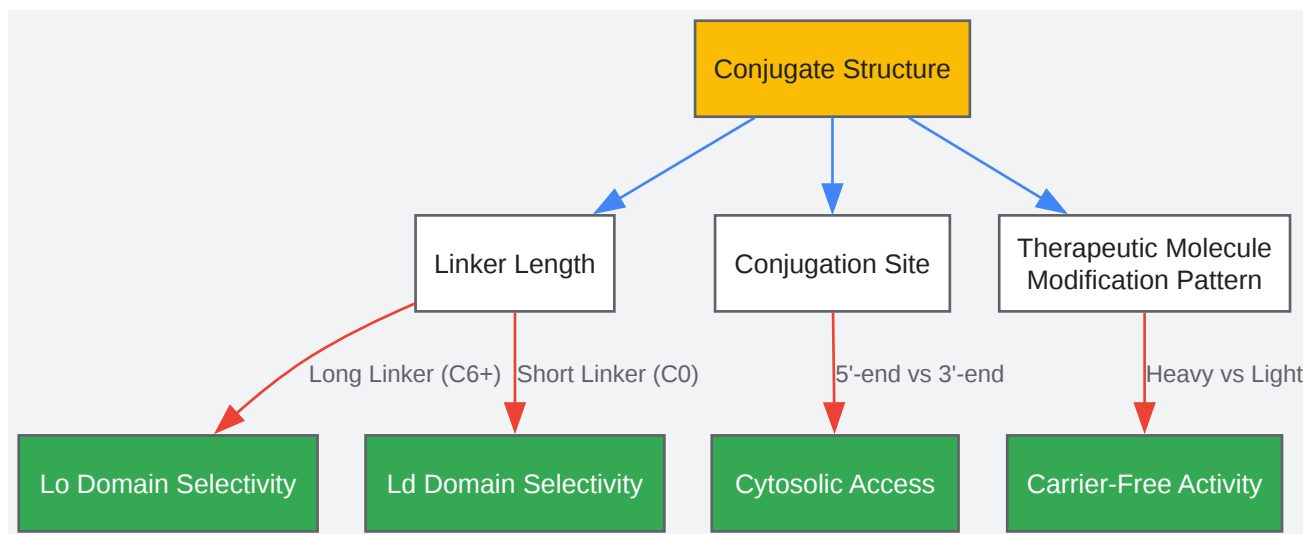 Conjugate Structure
Linker Length
Conjugation Site
Therapeutic Molecule
Modification Pattern
Long Linker (C6+)
Short Linker (C0)
5'-end vs 3'-end
Heavy vs Light
Lo Domain Selectivity
Ld Domain Selectivity
Cytosolic Access
Carrier-Free Activity